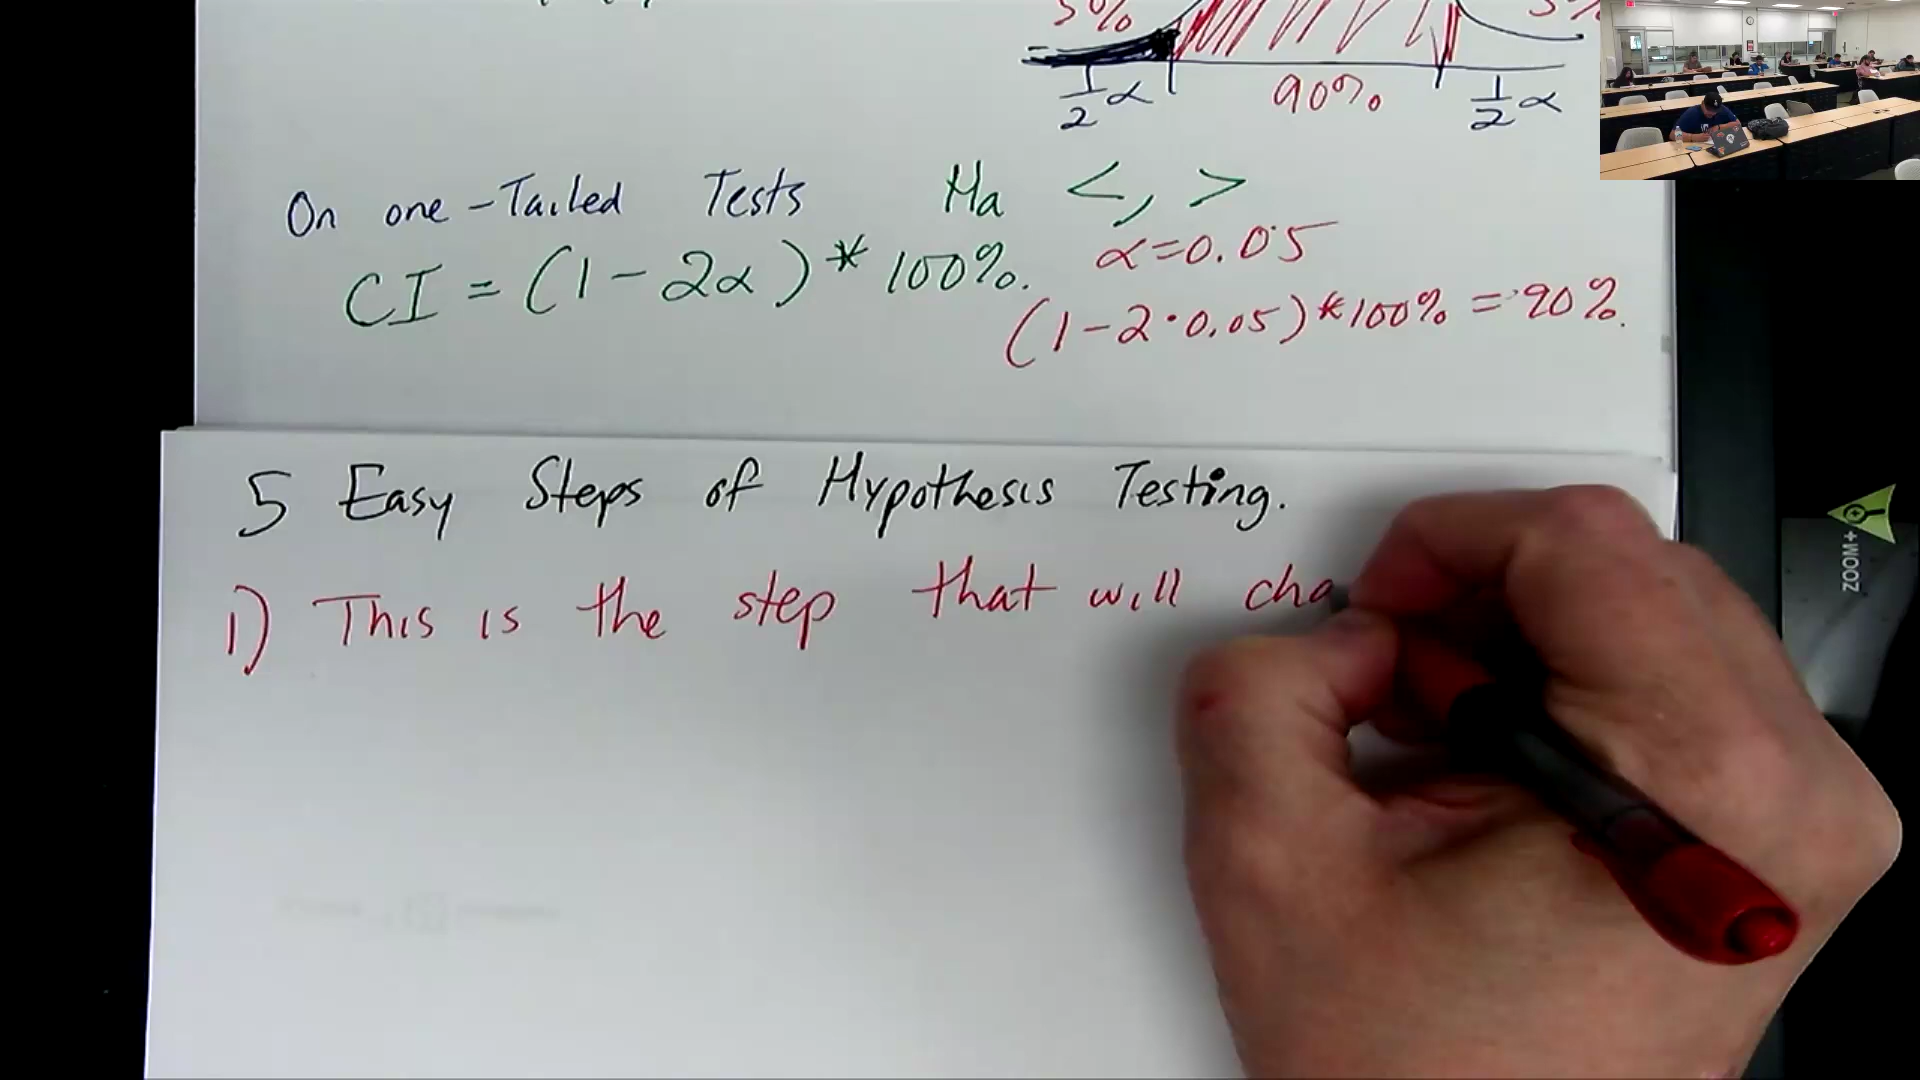 5%
½α 90% ½α
On one-Tailed Tests Ha <, >
α=0.05
CI = (1-2α)*100%.
(1-2·0.05)*100% = 90%.
5 Easy Steps of Hypothesis Testing.
1) This is the step that will cha
ZOOM+